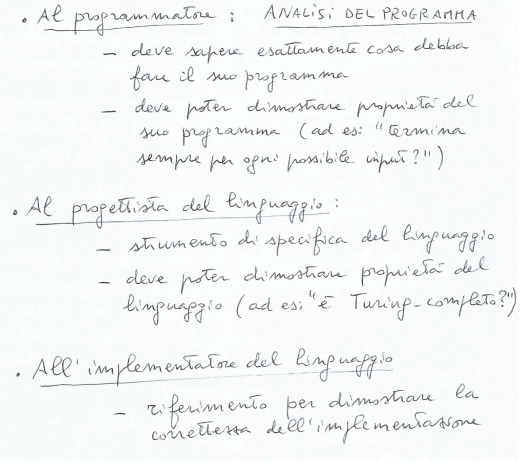 • Al programmatore : ANALISI DEL PROGRAMMA
– deve sapere esattamente cosa debba
fare il suo programma
– deve poter dimostrare proprietà del
suo programma (ad es: "termina
sempre per ogni possibile input?")
• Al progettista del linguaggio :
– strumento di specifica del linguaggio
– deve poter dimostrare proprietà del
linguaggio (ad es: "è Turing-completo?")
• All'implementatore del linguaggio
– riferimento per dimostrare la
correttezza dell'implementazione